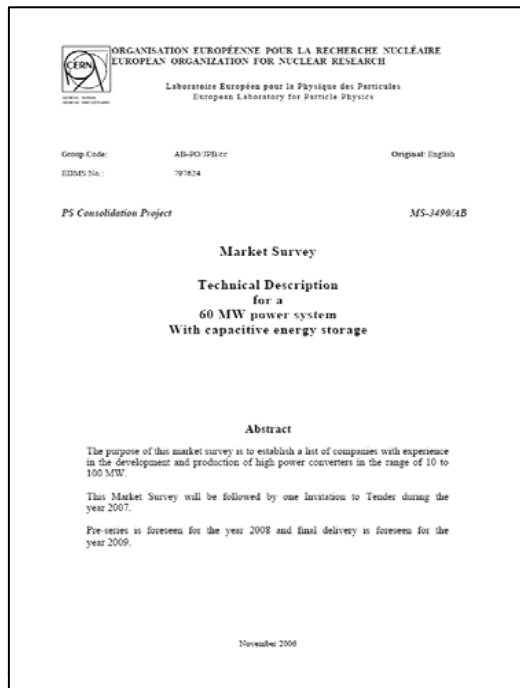 ORGANISATION EUROPÉENNE POUR LA RECHERCHE NUCLÉAIRE
EUROPEAN ORGANIZATION FOR NUCLEAR RESEARCH
CERN
Laboratoire Européen pour la Physique des Particules
European Laboratory for Particle Physics
Group Code: AB-PO/JPB/cc Original: English
EDMS No.: 797624
PS Consolidation Project MS-3490/AB
Market Survey
Technical Description
for a
60 MW power system
With capacitive energy storage
Abstract
The purpose of this market survey is to establish a list of companies with experience
in the development and production of high power converters in the range of 10 to
100 MW.
This Market Survey will be followed by one Invitation to Tender during the
year 2007.
Pre-series is foreseen for the year 2008 and final delivery is foreseen for the
year 2009.
November 2006